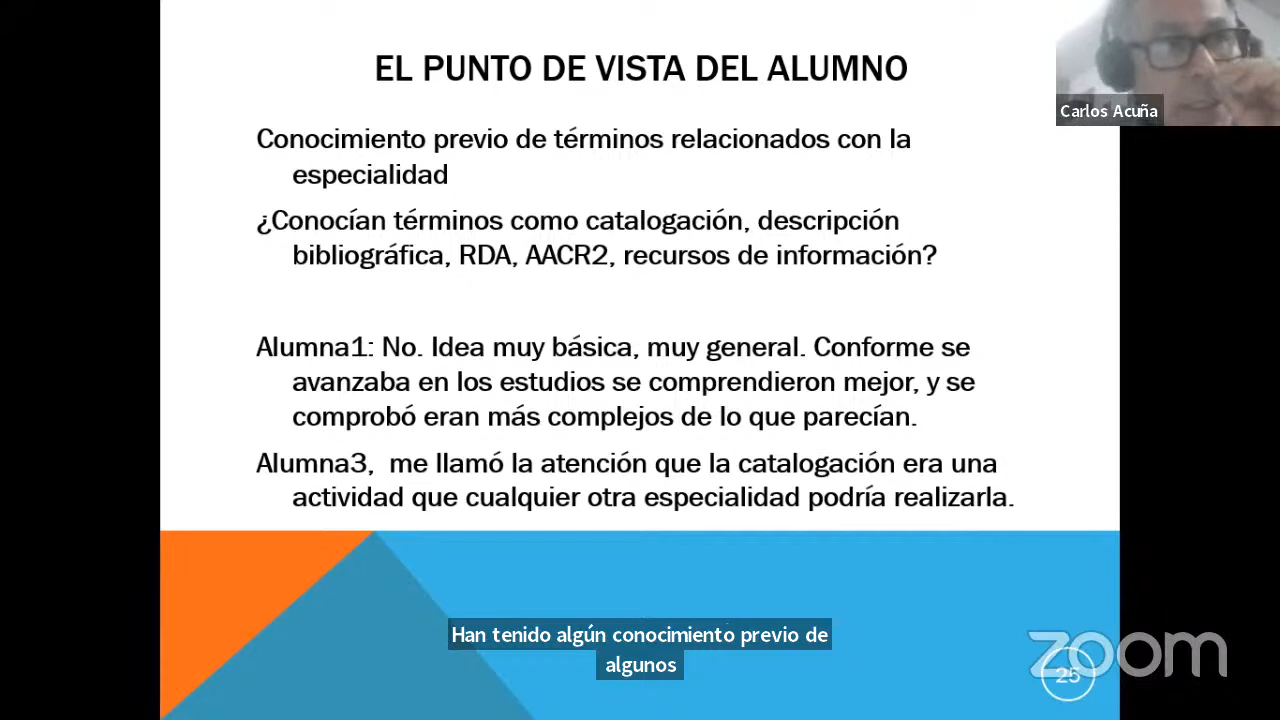 EL PUNTO DE VISTA DEL ALUMNO
Carlos Acuña
Conocimiento previo de términos relacionados con la
especialidad
¿Conocían términos como catalogación, descripción
bibliográfica, RDA, AACR2, recursos de información?
Alumna1: No. Idea muy básica, muy general. Conforme se
avanzaba en los estudios se comprendieron mejor, y se
comprobó eran más complejos de lo que parecían.
Alumna3,  me llamó la atención que la catalogación era una
actividad que cualquier otra especialidad podría realizarla.
Han tenido algún conocimiento previo de
algunos
zoom
25